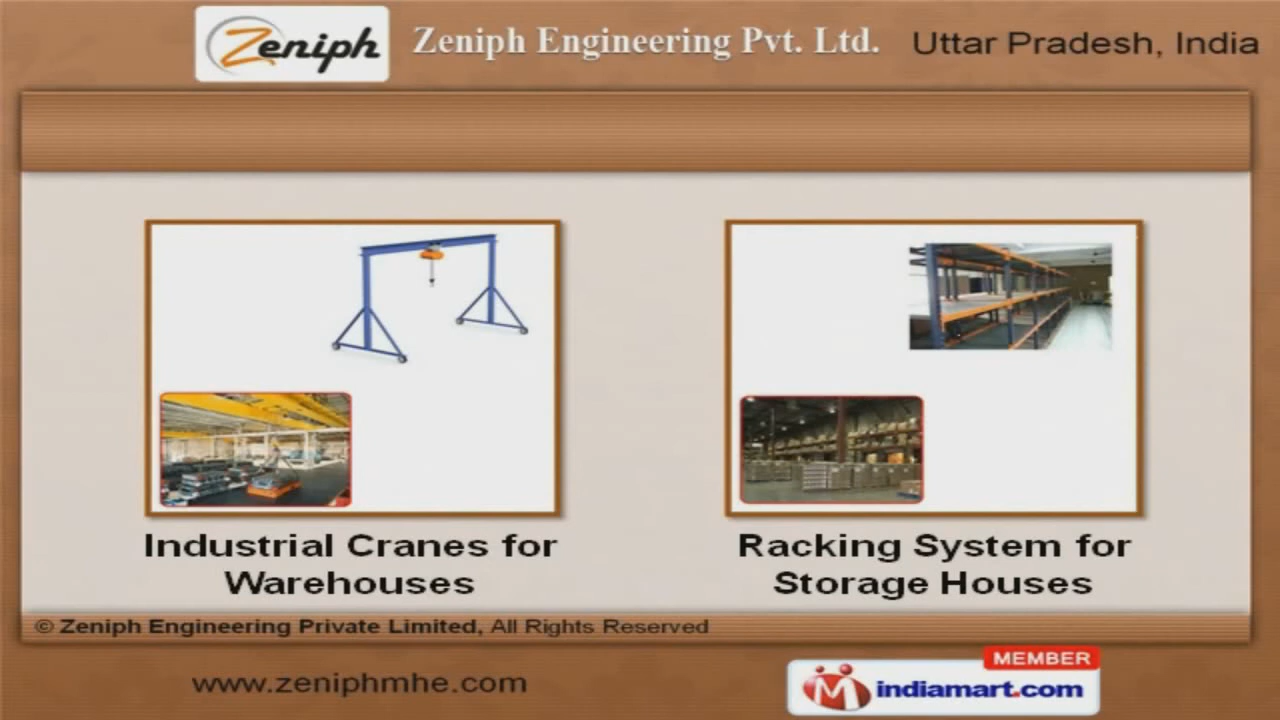 Zeniph
Zeniph Engineering Pvt. Ltd.
Uttar Pradesh, India
Industrial Cranes for
Warehouses
Racking System for
Storage Houses
© Zeniph Engineering Private Limited, All Rights Reserved
www.zeniphmhe.com
MEMBER
indiamart.com